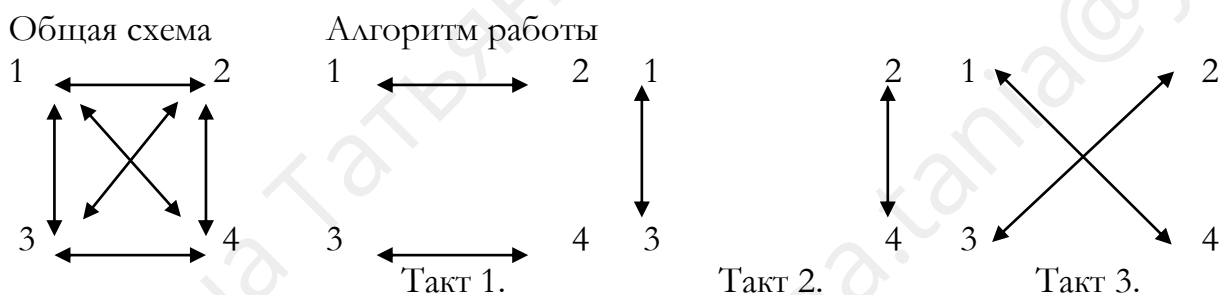 Общая схема Алгоритм работы
1 2 1 2 1 2 1 2
3 4 3 4 3 4 3 4
Такт 1. Такт 2. Такт 3.